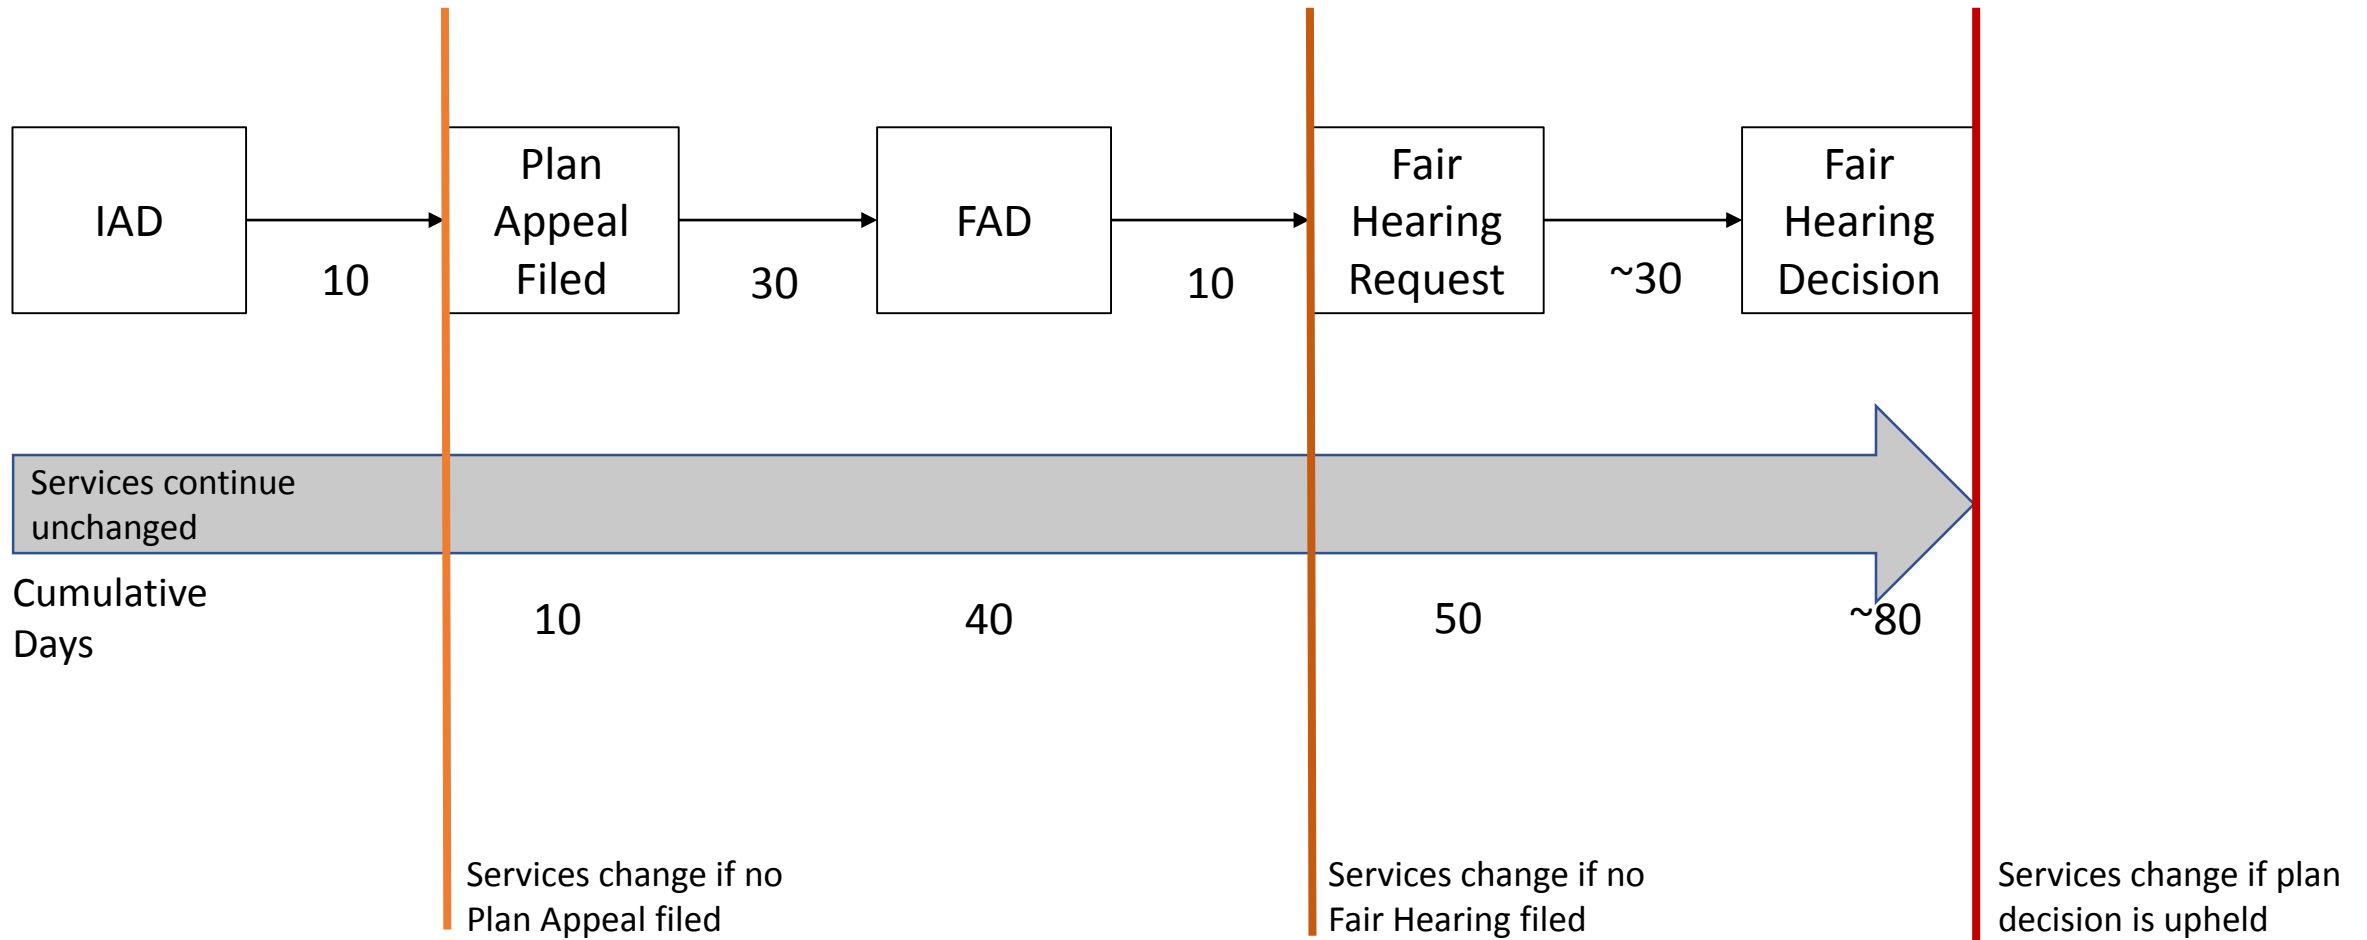 IAD
10
Plan
Appeal
Filed
30
FAD
10
Fair
Hearing
Request
~30
Fair
Hearing
Decision
Services continue
unchanged
Cumulative
Days
10
40
50
~80
Services change if no
Plan Appeal filed
Services change if no
Fair Hearing filed
Services change if plan
decision is upheld